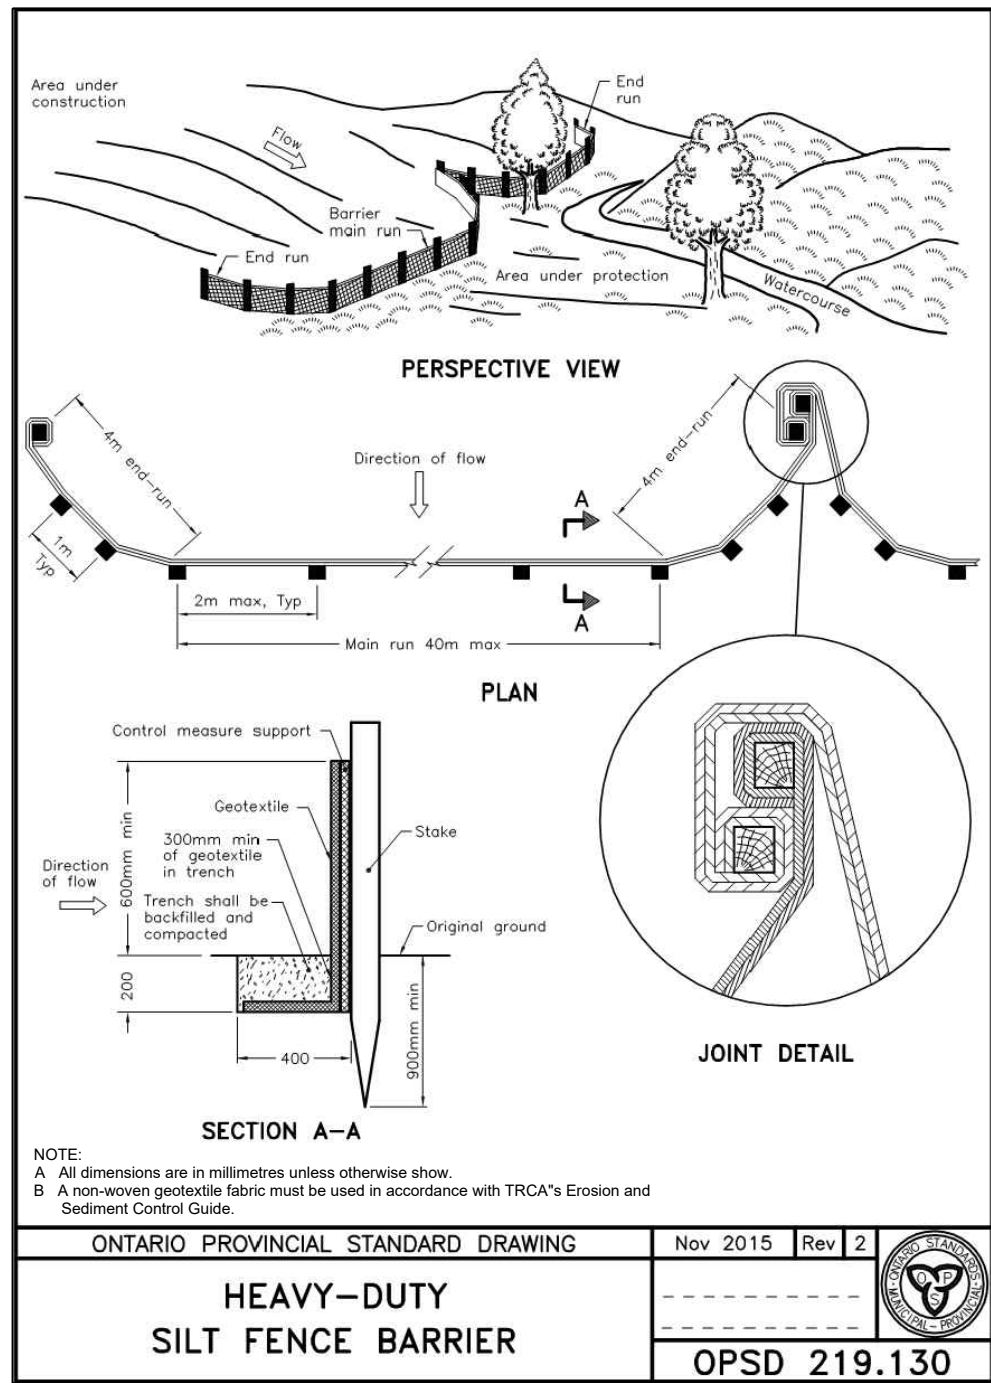 Area under
construction
End
run
Flow
Barrier
main run
End run
Area under protection
Watercourse
PERSPECTIVE VIEW
4m end-run
Direction of flow
4m end-run
A
1m
Typ
2m max, Typ
A
Main run 40m max
PLAN
Control measure support
Geotextile
300mm min
of geotextile
in trench
Stake
600mm min
Direction
of flow
Trench shall be
backfilled and
compacted
Original ground
200
400
900mm min
JOINT DETAIL
SECTION A-A
NOTE:
A All dimensions are in millimetres unless otherwise show.
B A non-woven geotextile fabric must be used in accordance with TRCA"s Erosion and
Sediment Control Guide.
ONTARIO PROVINCIAL STANDARD DRAWING
Nov 2015 Rev 2
HEAVY-DUTY
SILT FENCE BARRIER
ONTARIO STANDARDS
MUNICIPAL - PROVINCIAL
O P
S
OPSD 219.130